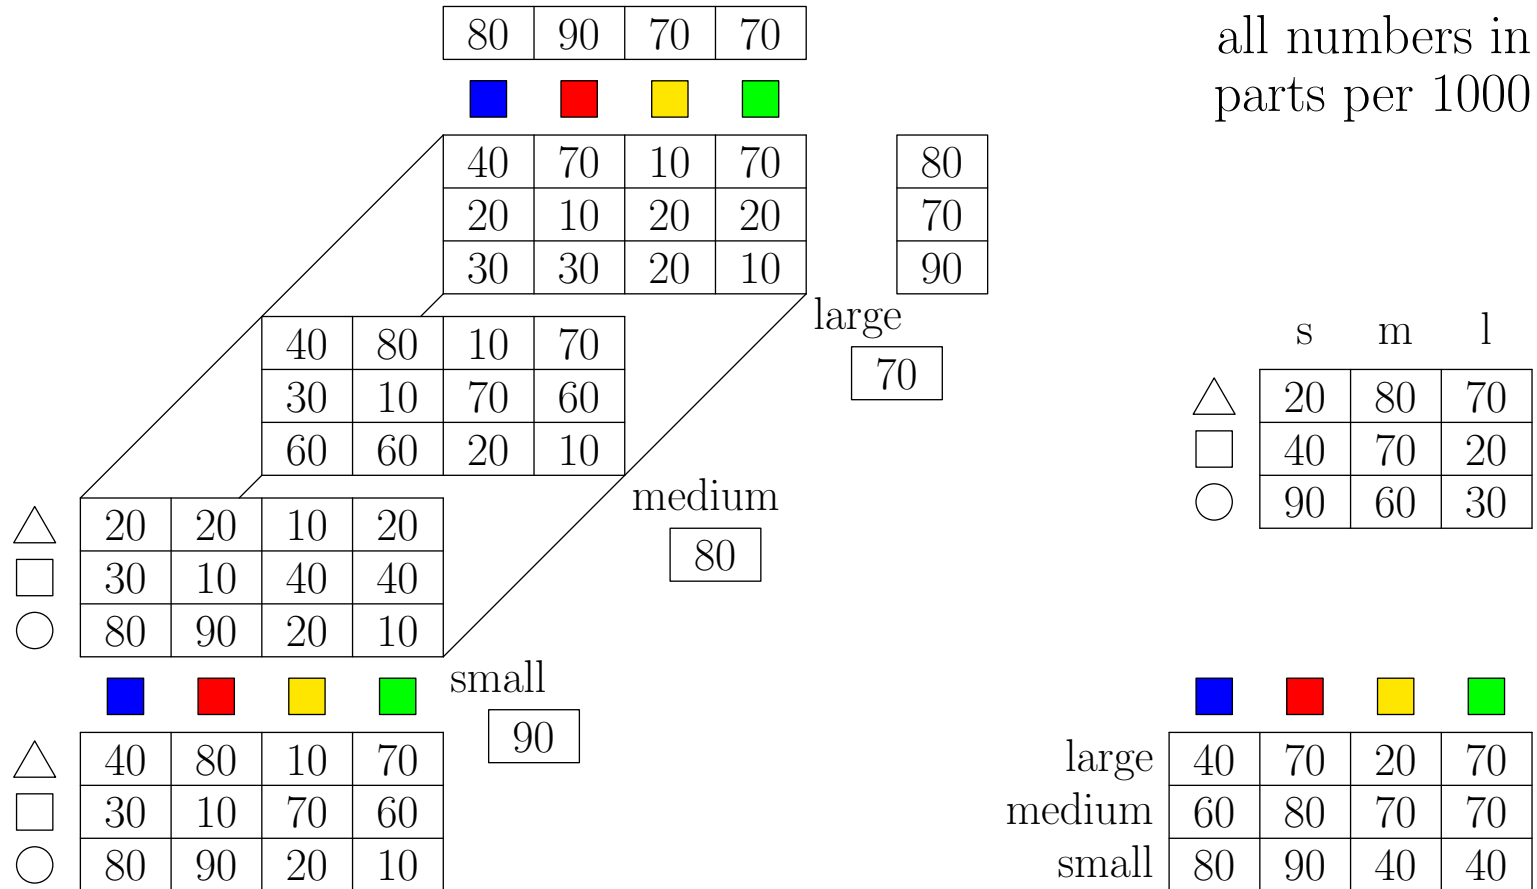 80 90 70 70
all numbers in
parts per 1000
40 70 10 70
20 10 20 20
30 30 20 10
80
70
90
large
70
40 80 10 70
30 10 70 60
60 60 20 10
medium
80
20 20 10 20
30 10 40 40
80 90 20 10
small
90
40 80 10 70
30 10 70 60
80 90 20 10
s m l
20 80 70
40 70 20
90 60 30
large 40 70 20 70
medium 60 80 70 70
small 80 90 40 40